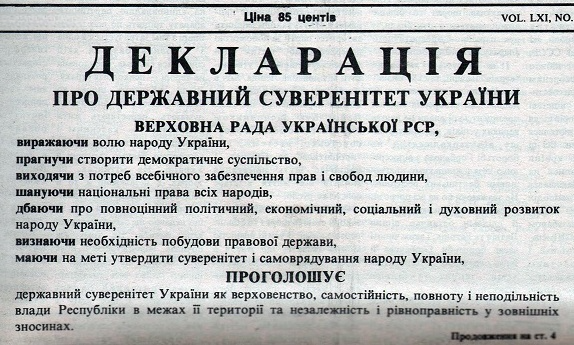 Ціна 85 центів
VOL. LXI, NO.
ДЕКЛАРАЦІЯ
ПРО ДЕРЖАВНИЙ СУВЕРЕНІТЕТ УКРАЇНИ
ВЕРХОВНА РАДА УКРАЇНСЬКОЇ РСР,
виражаючи волю народу України,
прагнучи створити демократичне суспільство,
виходячи з потреб всебічного забезпечення прав і свобод людини,
шануючи національні права всіх народів,
дбаючи про повноцінний політичний, економічний, соціальний і духовний розвиток
народу України,
визнаючи необхідність побудови правової держави,
маючи на меті утвердити суверенітет і самоврядування народу України,
ПРОГОЛОШУЄ
державний суверенітет України як верховенство, самостійність, повноту і неподільність
влади Республіки в межах її території та незалежність і рівноправність у зовнішніх
зносинах.
Продовження на ст. 4